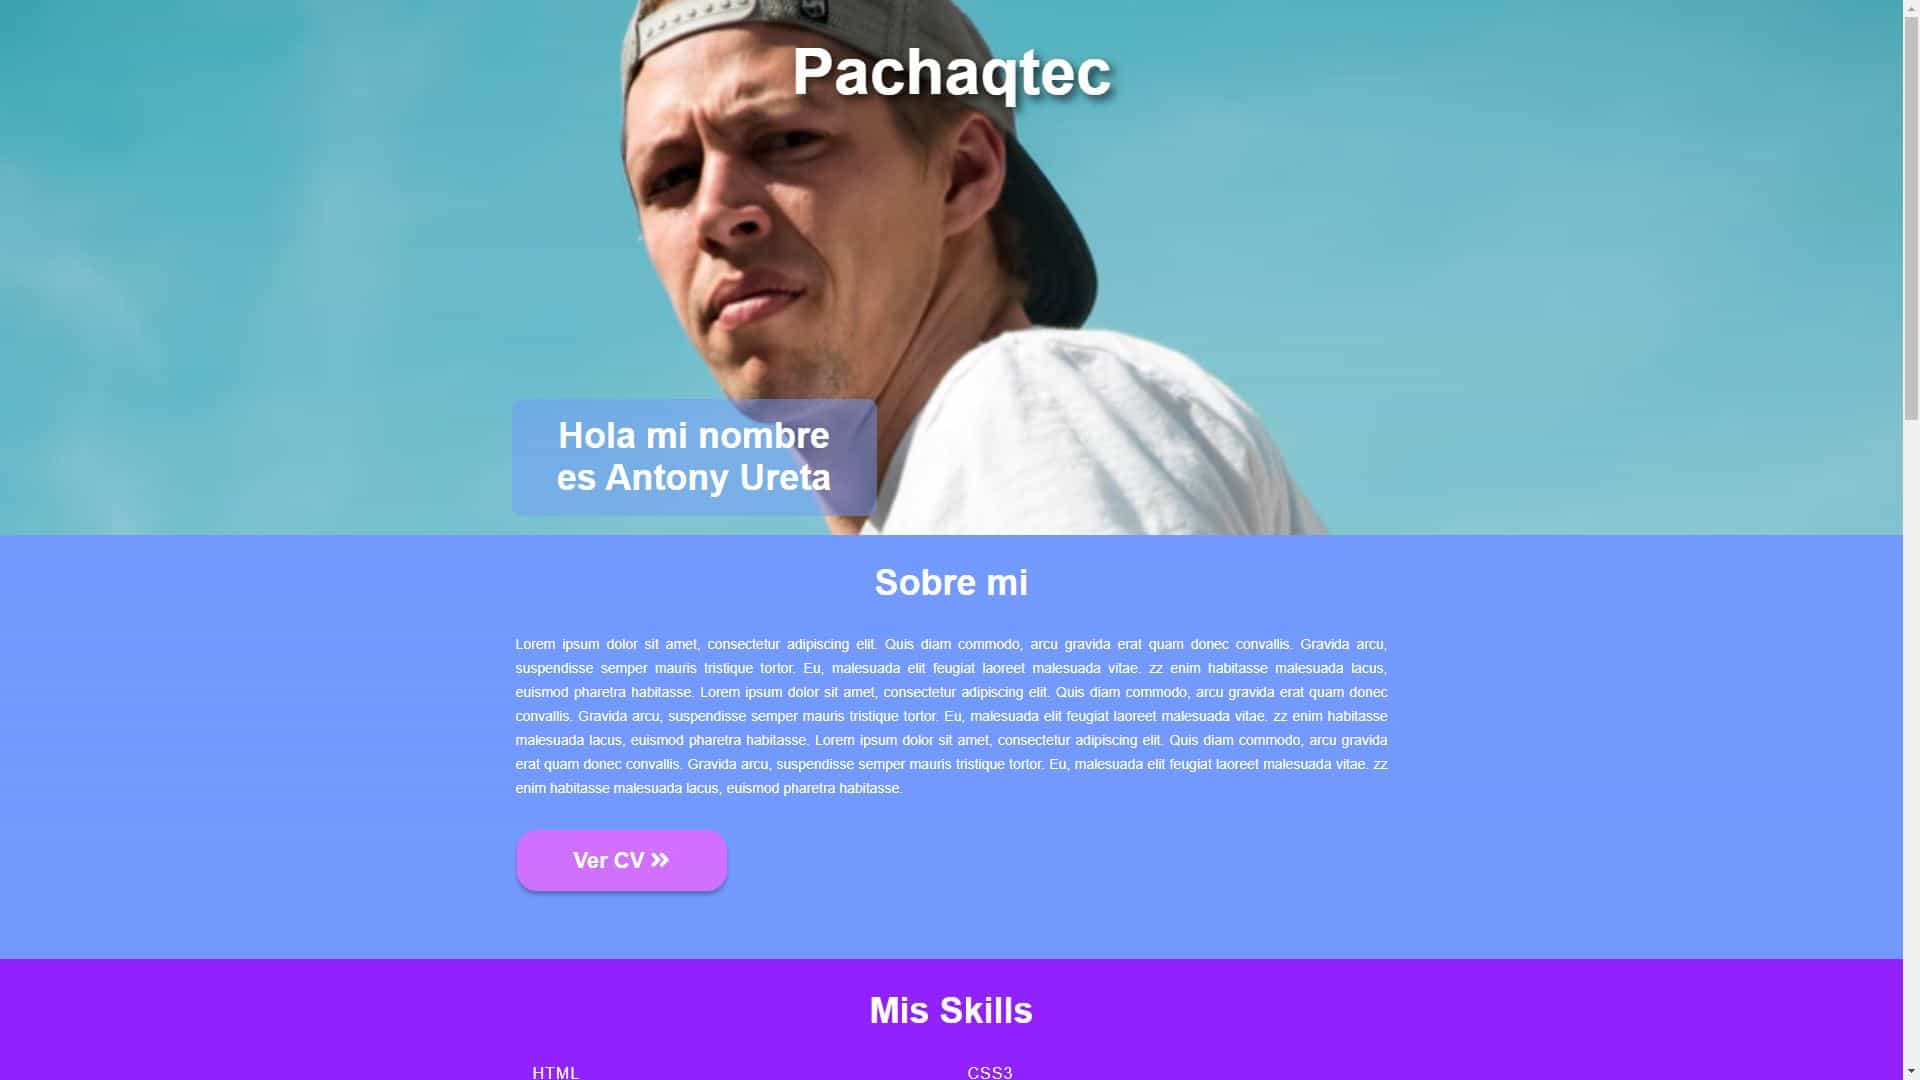 Pachaqtec
Hola mi nombre
es Antony Ureta
Sobre mi
Lorem ipsum dolor sit amet, consectetur adipiscing elit. Quis diam commodo, arcu gravida erat quam donec convallis. Gravida arcu,
suspendisse semper mauris tristique tortor. Eu, malesuada elit feugiat laoreet malesuada vitae. zz enim habitasse malesuada lacus,
euismod pharetra habitasse. Lorem ipsum dolor sit amet, consectetur adipiscing elit. Quis diam commodo, arcu gravida erat quam donec
convallis. Gravida arcu, suspendisse semper mauris tristique tortor. Eu, malesuada elit feugiat laoreet malesuada vitae. zz enim habitasse
malesuada lacus, euismod pharetra habitasse. Lorem ipsum dolor sit amet, consectetur adipiscing elit. Quis diam commodo, arcu gravida
erat quam donec convallis. Gravida arcu, suspendisse semper mauris tristique tortor. Eu, malesuada elit feugiat laoreet malesuada vitae. zz
enim habitasse malesuada lacus, euismod pharetra habitasse.
Ver CV
Mis Skills
HTML CSS3